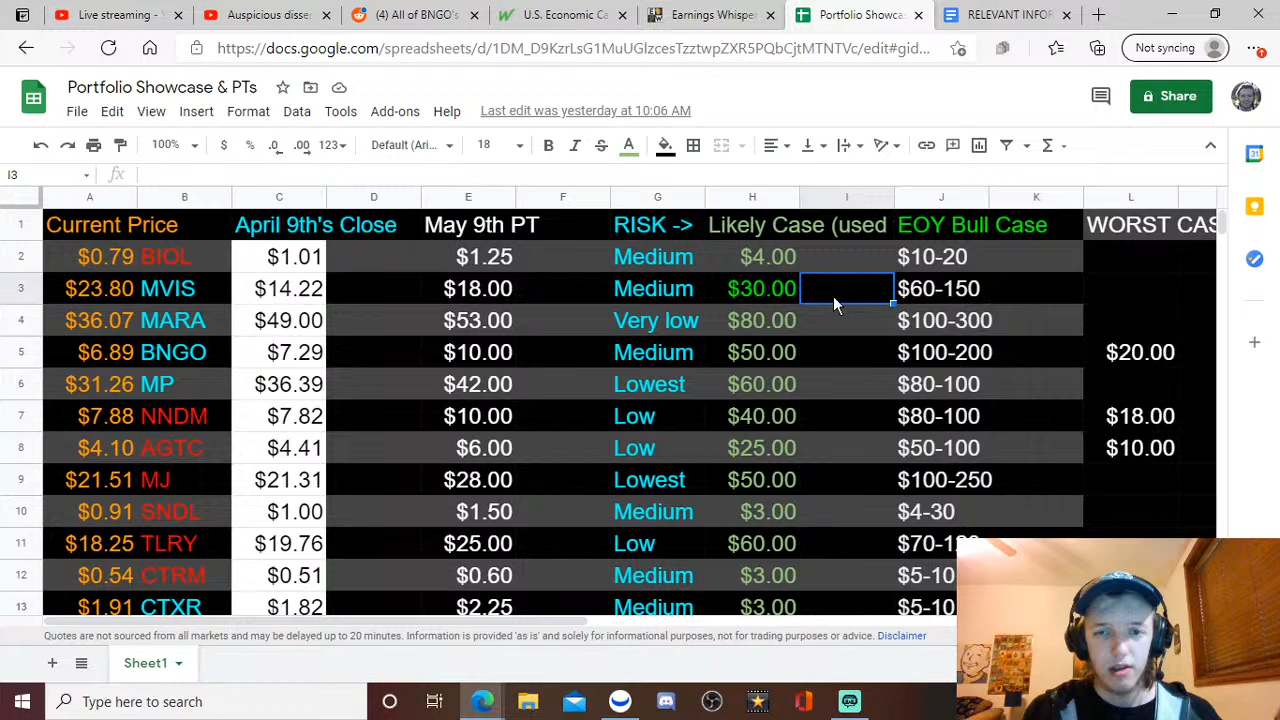 Live streaming -
Auspicious disser
(4) All of BNGO's
U.S. Economic Ca
Earnings Whisper
Portfolio Showcas
RELEVANT INFOR
https://docs.google.com/spreadsheets/d/1DM_D9KzrLsG1MuUGlzcesTzztwpZXR5PQbCjtMTNTVc/edit#gid...
Not syncing
Portfolio Showcase & PTs
File Edit View Insert Format Data Tools Add-ons Help Last edit was yesterday at 10:06 AM
Share
100% $ % .0 .00 123 Default (Ari... 18 B I S A
I3 fx
A B C D E F G H I J K L
1 Current Price April 9th's Close May 9th PT RISK -> Likely Case (used EOY Bull Case WORST CAS
2 $0.79 BIOL $1.01 $1.25 Medium $4.00 $10-20
3 $23.80 MVIS $14.22 $18.00 Medium $30.00 $60-150
4 $36.07 MARA $49.00 $53.00 Very low $80.00 $100-300
5 $6.89 BNGO $7.29 $10.00 Medium $50.00 $100-200 $20.00
6 $31.26 MP $36.39 $42.00 Lowest $60.00 $80-100
7 $7.88 NNDM $7.82 $10.00 Low $40.00 $80-100 $18.00
8 $4.10 AGTC $4.41 $6.00 Low $25.00 $50-100 $10.00
9 $21.51 MJ $21.31 $28.00 Lowest $50.00 $100-250
10 $0.91 SNDL $1.00 $1.50 Medium $3.00 $4-30
11 $18.25 TLRY $19.76 $25.00 Low $60.00
12 $0.54 CTRM $0.51 $0.60 Medium $3.00 $5-10
13 $1.91 CTXR $1.82 $2.25 Medium $3.00 $5-10
Quotes are not sourced from all markets and may be delayed up to 20 minutes. Information is provided 'as is' and solely for informational purposes, not for trading purposes or advice. Disclaimer
Sheet1
Type here to search